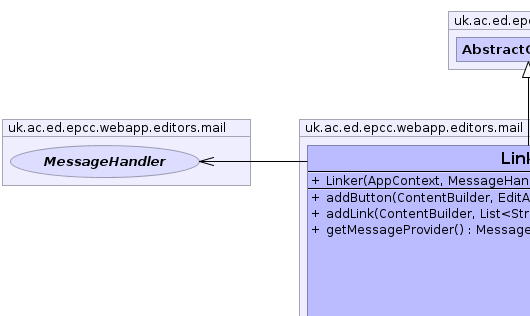 uk.ac.ed.epc
AbstractC
uk.ac.ed.epcc.webapp.editors.mail
MessageHandler
uk.ac.ed.epcc.webapp.editors.mail
Link
+ Linker(AppContext, MessageHan
+ addButton(ContentBuilder, EditA
+ addLink(ContentBuilder, List<Str
+ getMessageProvider() : Message